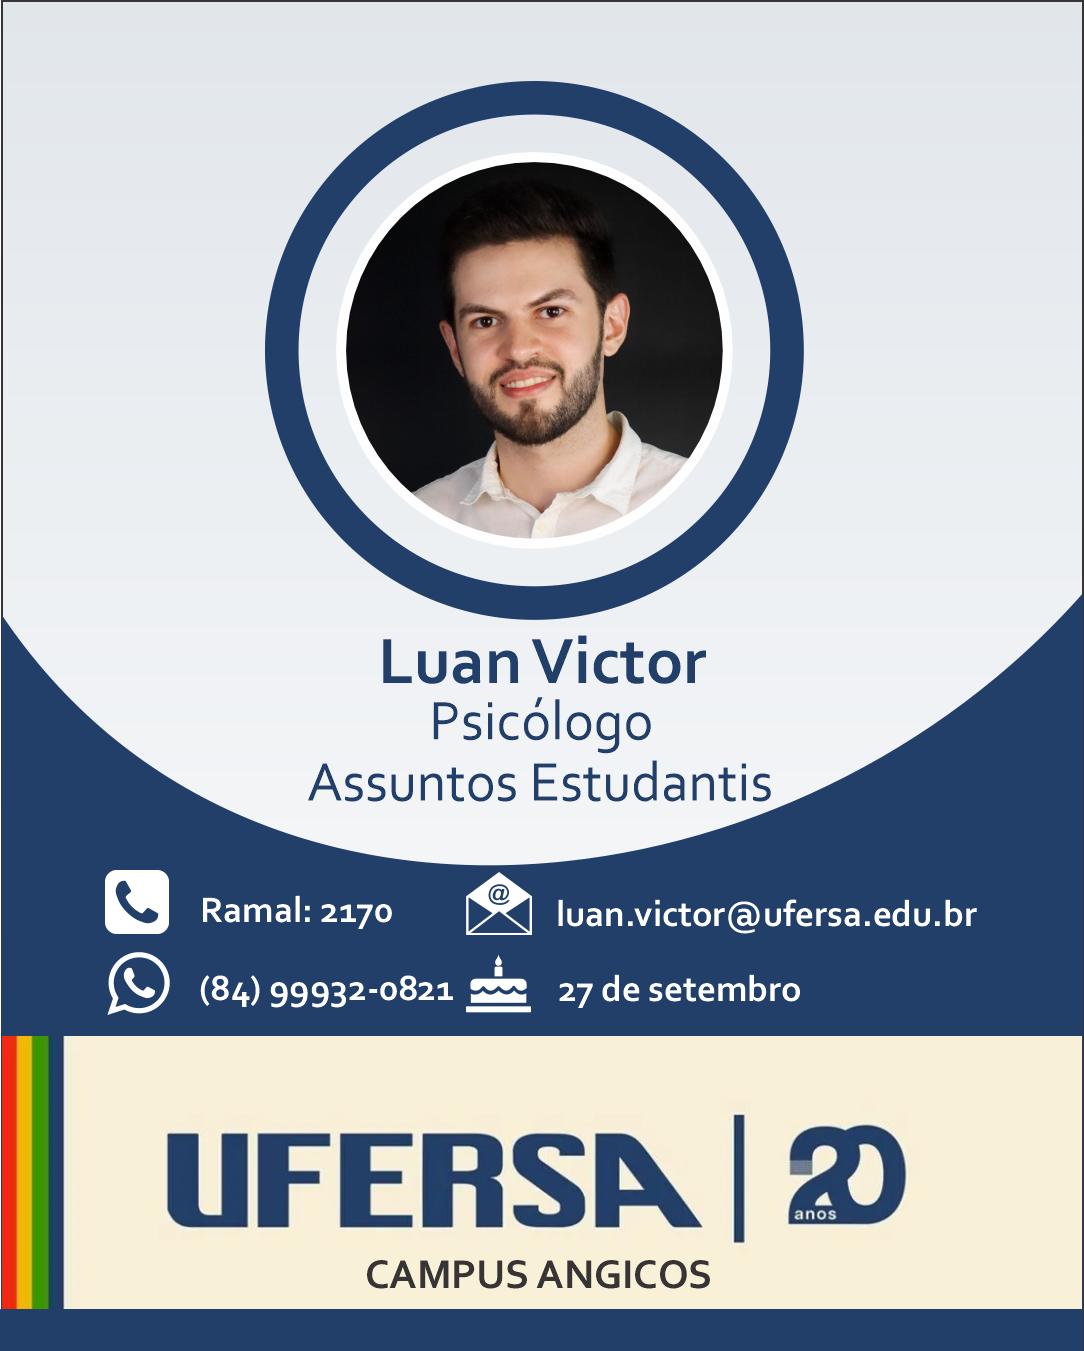 Luan Victor
Psicólogo
Assuntos Estudantis
Ramal: 2170
@
luan.victor@ufersa.edu.br
(84) 99932-0821
27 de setembro
UFERSA
20
anos
CAMPUS ANGICOS